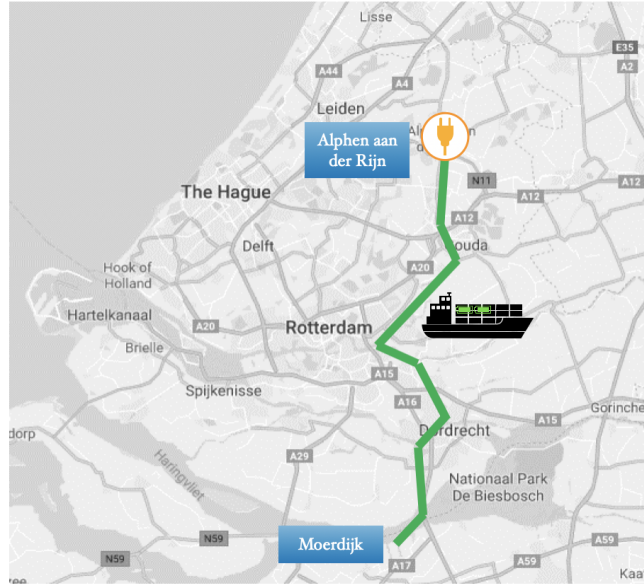 Lisse
E35
A2
A44
A4
Leiden
Alphen aan
der Rijn
N11
A12
The Hague
A12
A12
Delft
Gouda
A20
Hook of
Holland
Hartelkanaal
A20
Rotterdam
Brielle
A15
Spijkenisse
A16
A15
Gorinche
dorp
Dordrecht
A29
Haringvliet
Nationaal Park
De Biesbosch
N59
Moerdijk
A59
N59
A17
A59
Kaa
ree